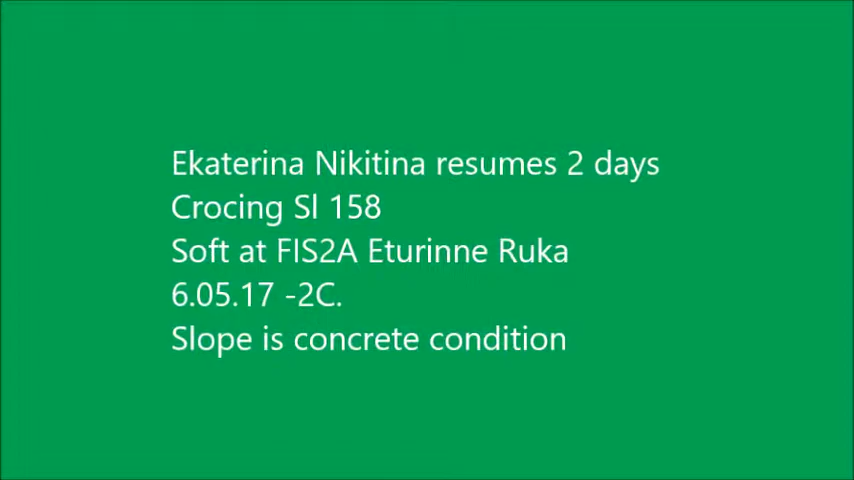 Ekaterina Nikitina resumes 2 days
Crocing Sl 158
Soft at FIS2A Eturinne Ruka
6.05.17 -2C.
Slope is concrete condition